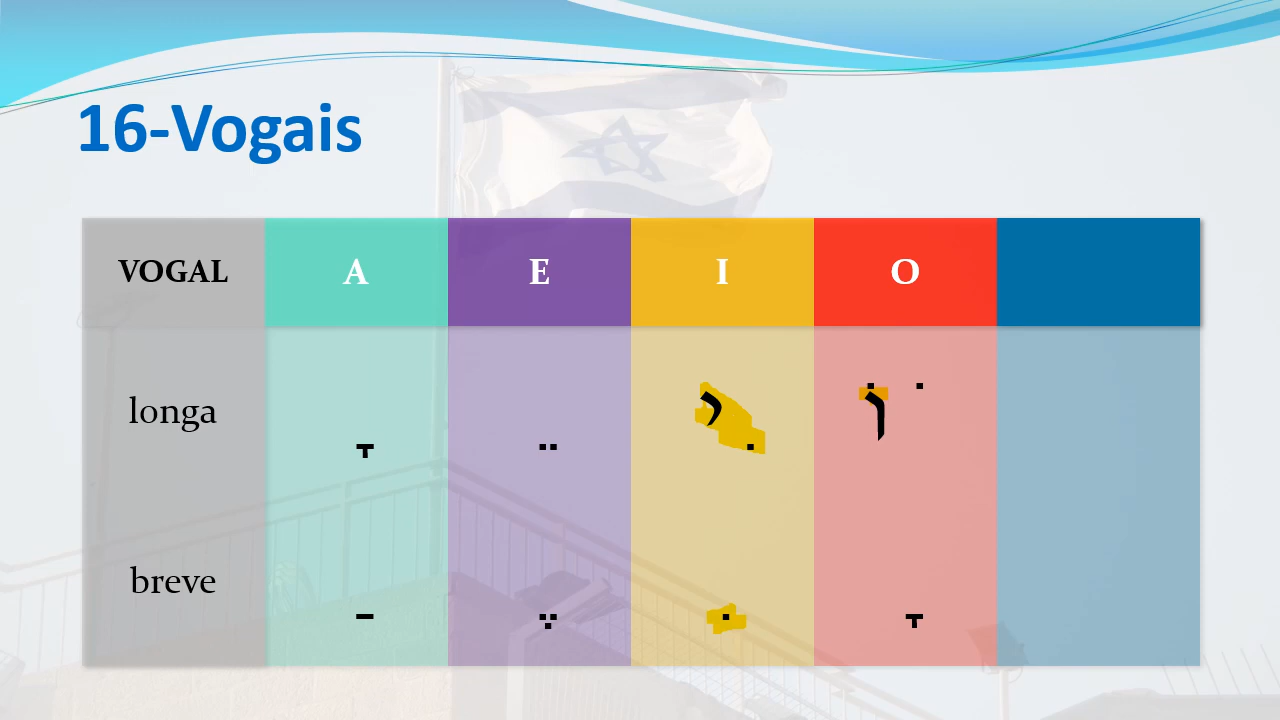 16-Vogais
VOGAL A E I O
longa ָ ֵ ִי וֹ ֹ
breve ַ ֶ ִ ָ